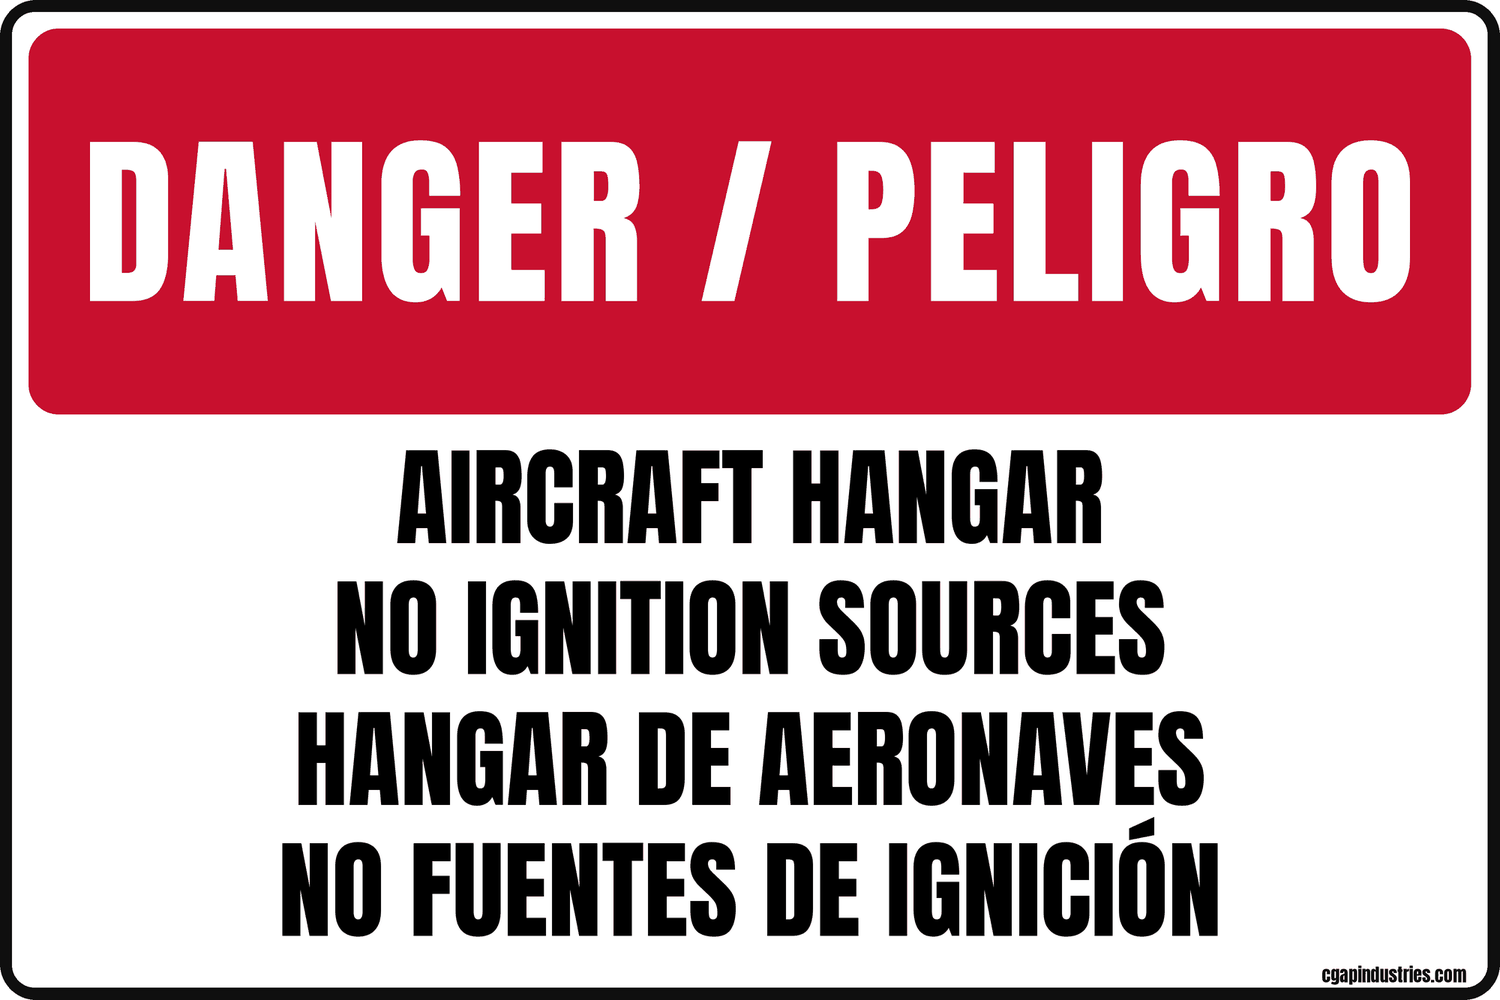 DANGER / PELIGRO
AIRCRAFT HANGAR
NO IGNITION SOURCES
HANGAR DE AERONAVES
NO FUENTES DE IGNICIÓN
cgapindustries.com